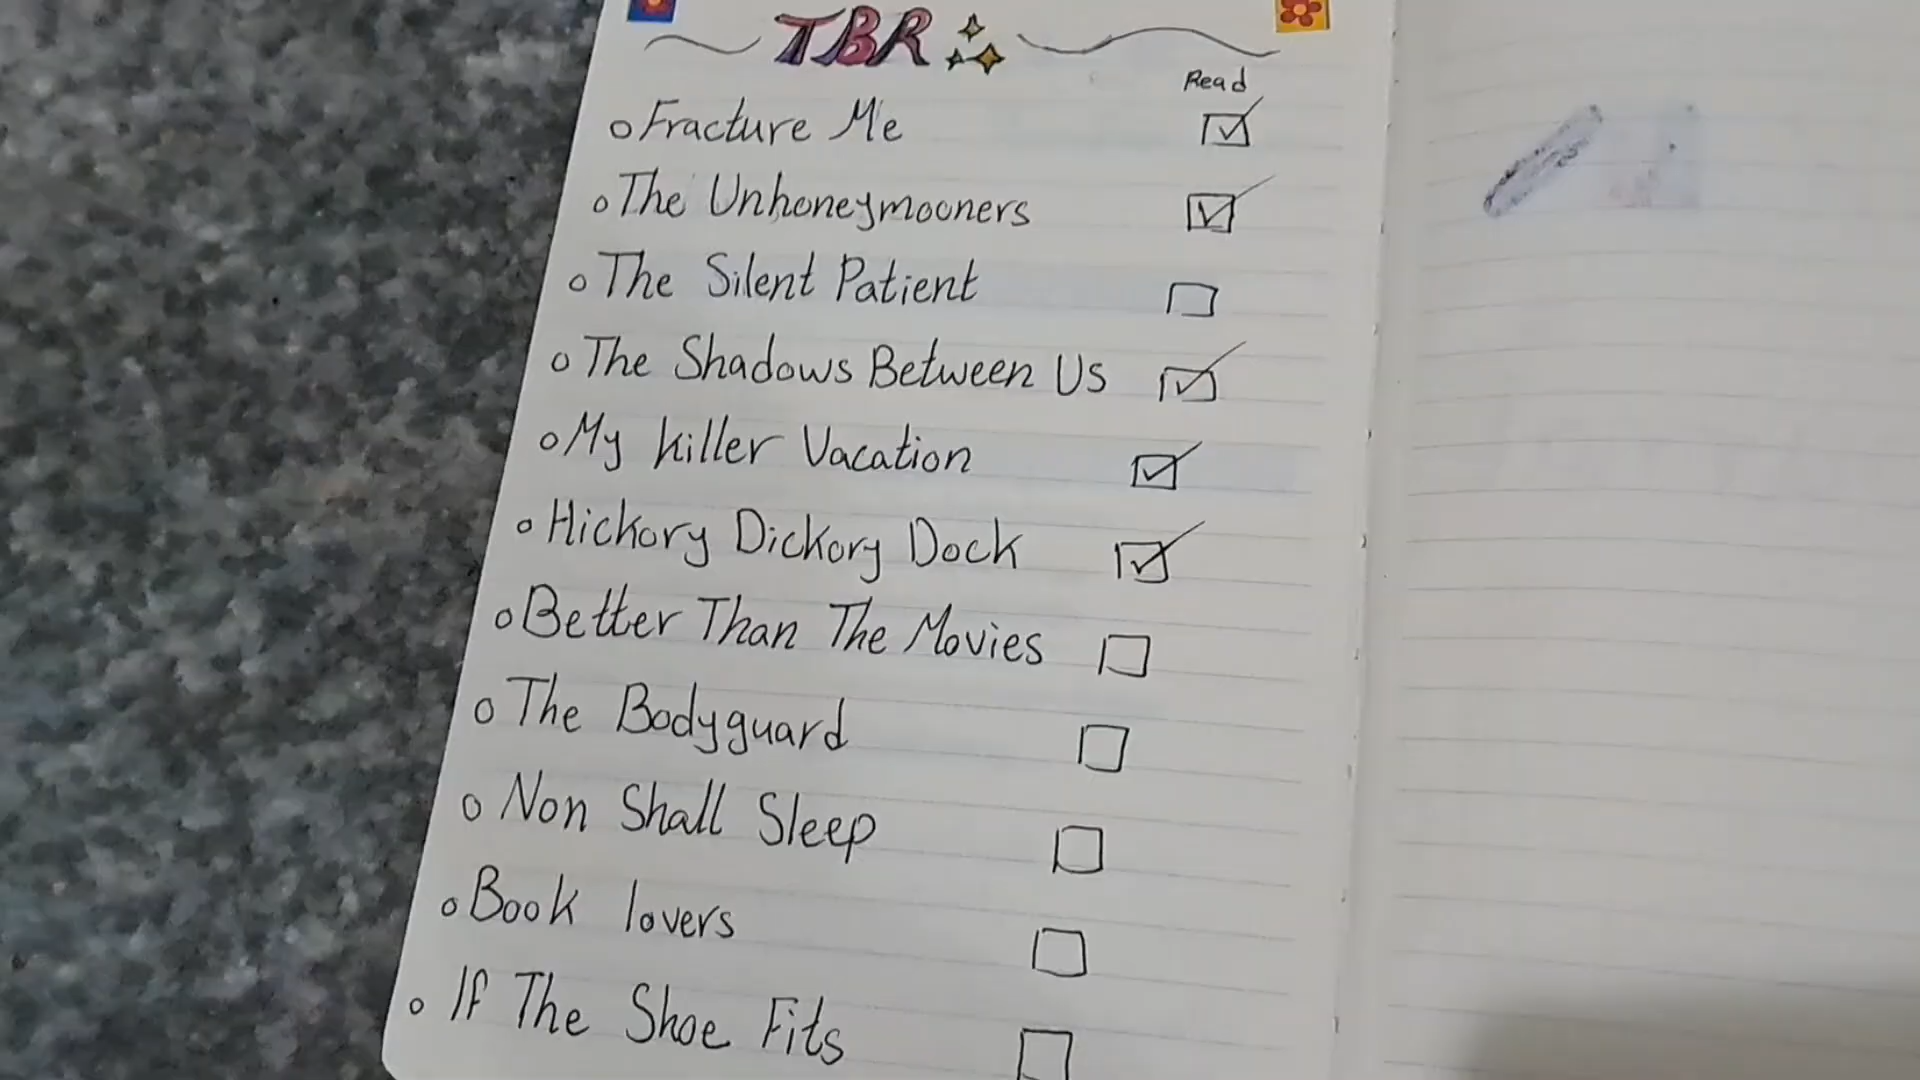 TBR
Read
Fracture Me
The Unhoneymooners
The Silent Patient
The Shadows Between Us
My killer Vacation
Hickory Dickory Dock
Better Than The Movies
The Bodyguard
Non Shall Sleep
Book lovers
If The Shoe Fits